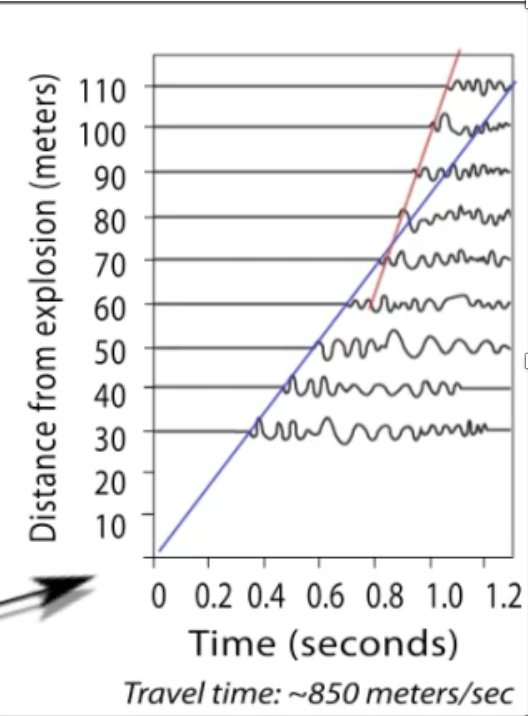 Distance from explosion (meters)
110
100
90
80
70
60
50
40
30
20
10
0 0.2 0.4 0.6 0.8 1.0 1.2
Time (seconds)
Travel time: ~850 meters/sec